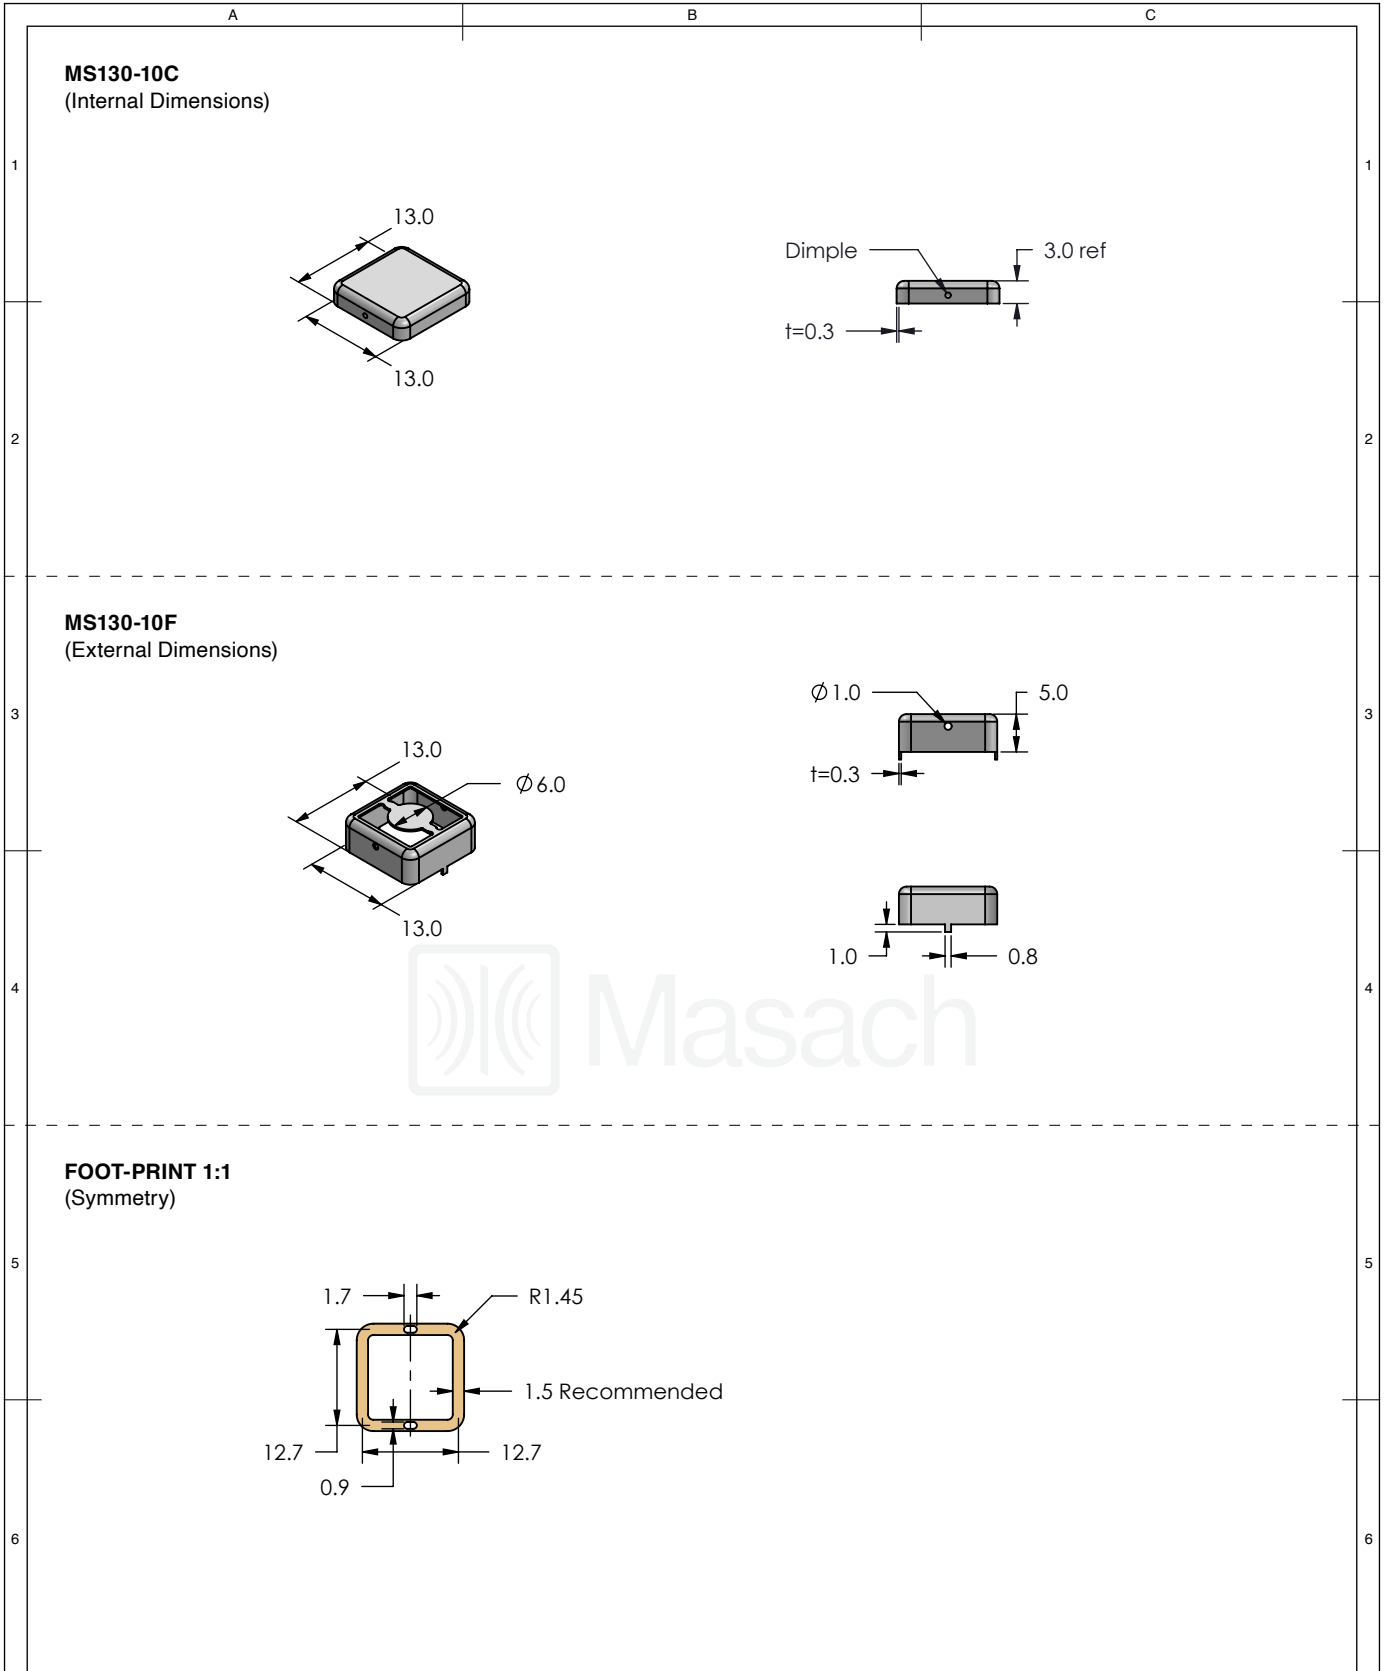 A
B
C
MS130-10C
(Internal Dimensions)
1
1
13.0
Dimple
3.0 ref
t=0.3
13.0
2
2
MS130-10F
(External Dimensions)
Ø1.0
5.0
3
3
13.0
t=0.3
Ø6.0
13.0
1.0
0.8
4
4
Masach
FOOT-PRINT 1:1
(Symmetry)
5
5
1.7
R1.45
1.5 Recommended
12.7
12.7
0.9
6
6